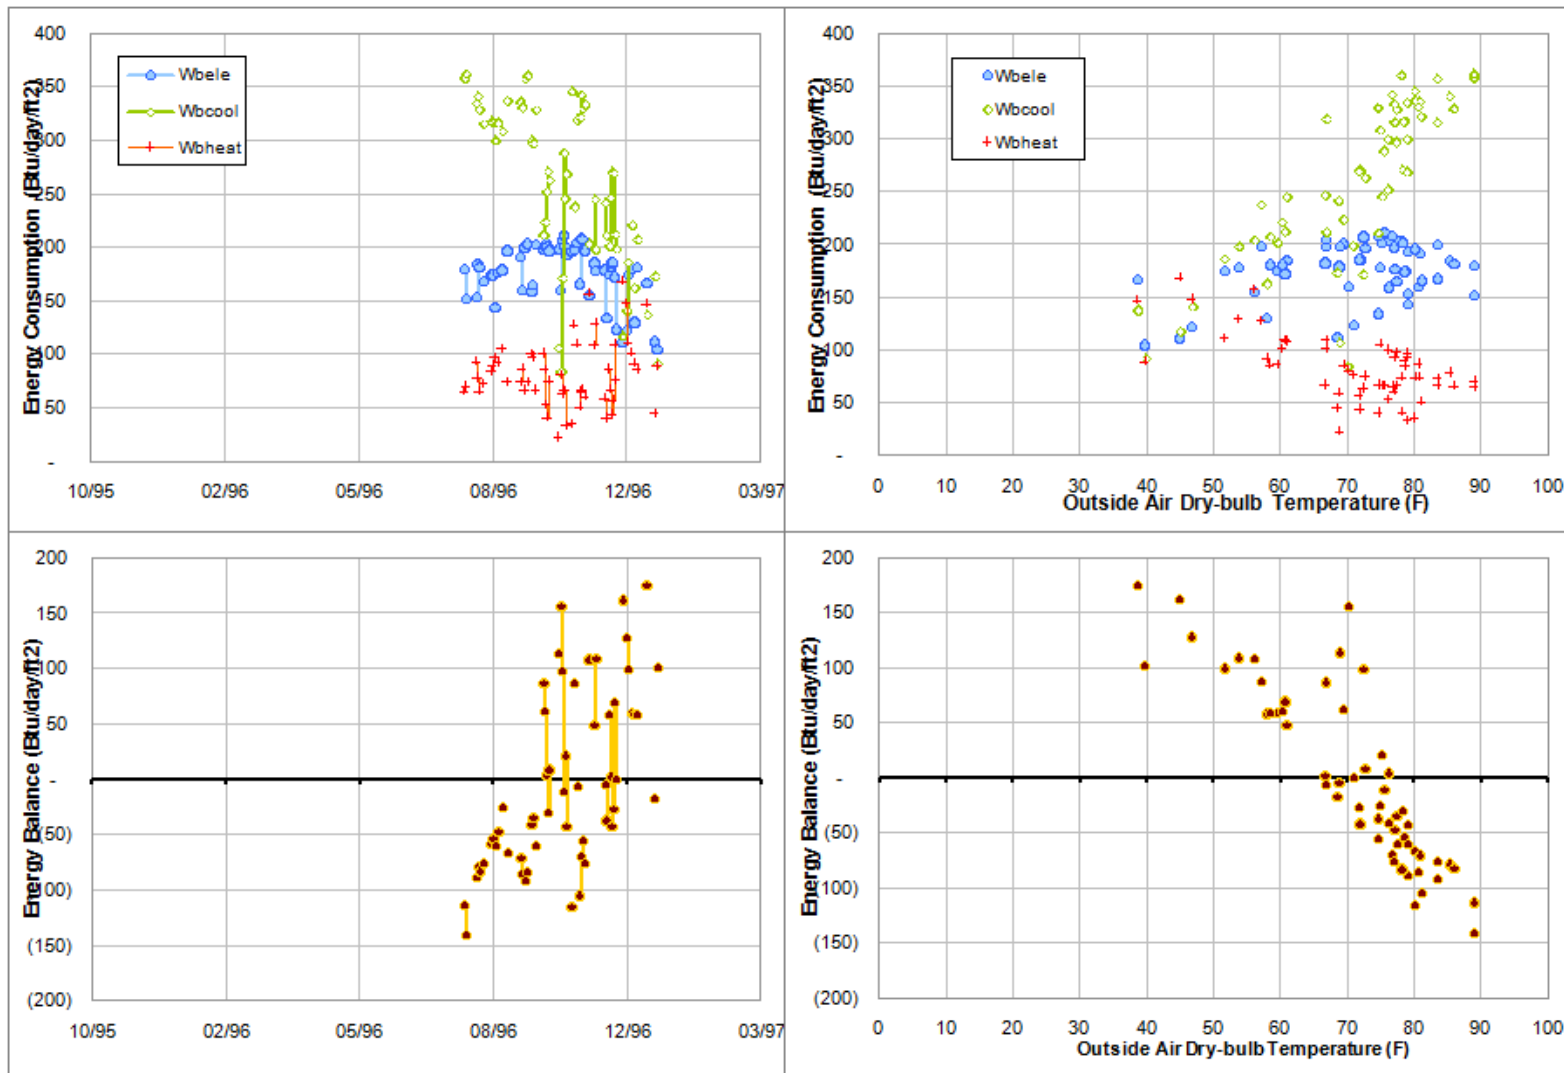 400
350
300
250
200
150
100
50
-
Energy Consumption (Btu/day/ft2)
Wbele
Wbcool
Wbheat
10/95 02/96 05/96 08/96 12/96 03/97
400
350
300
250
200
150
100
50
-
Energy Consumption (Btu/day/ft2)
Wbele
Wbcool
Wbheat
0 10 20 30 40 50 60 70 80 90 100
Outside Air Dry-bulb Temperature (F)
200
150
100
50
-
(50)
(100)
(150)
(200)
Energy Balance (Btu/day/ft2)
10/95 02/96 05/96 08/96 12/96 03/97
200
150
100
50
-
(50)
(100)
(150)
(200)
Energy Balance (Btu/day/ft2)
0 10 20 30 40 50 60 70 80 90 100
Outside Air Dry-bulb Temperature (F)